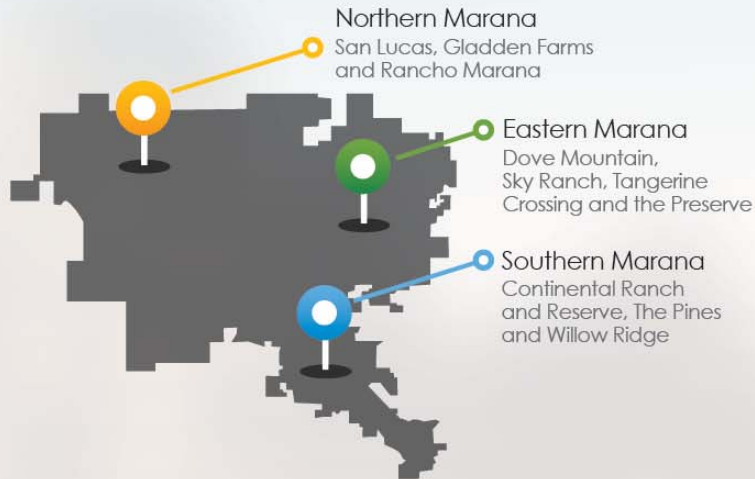 Northern Marana
San Lucas, Gladden Farms
and Rancho Marana
Eastern Marana
Dove Mountain,
Sky Ranch, Tangerine
Crossing and the Preserve
Southern Marana
Continental Ranch
and Reserve, The Pines
and Willow Ridge